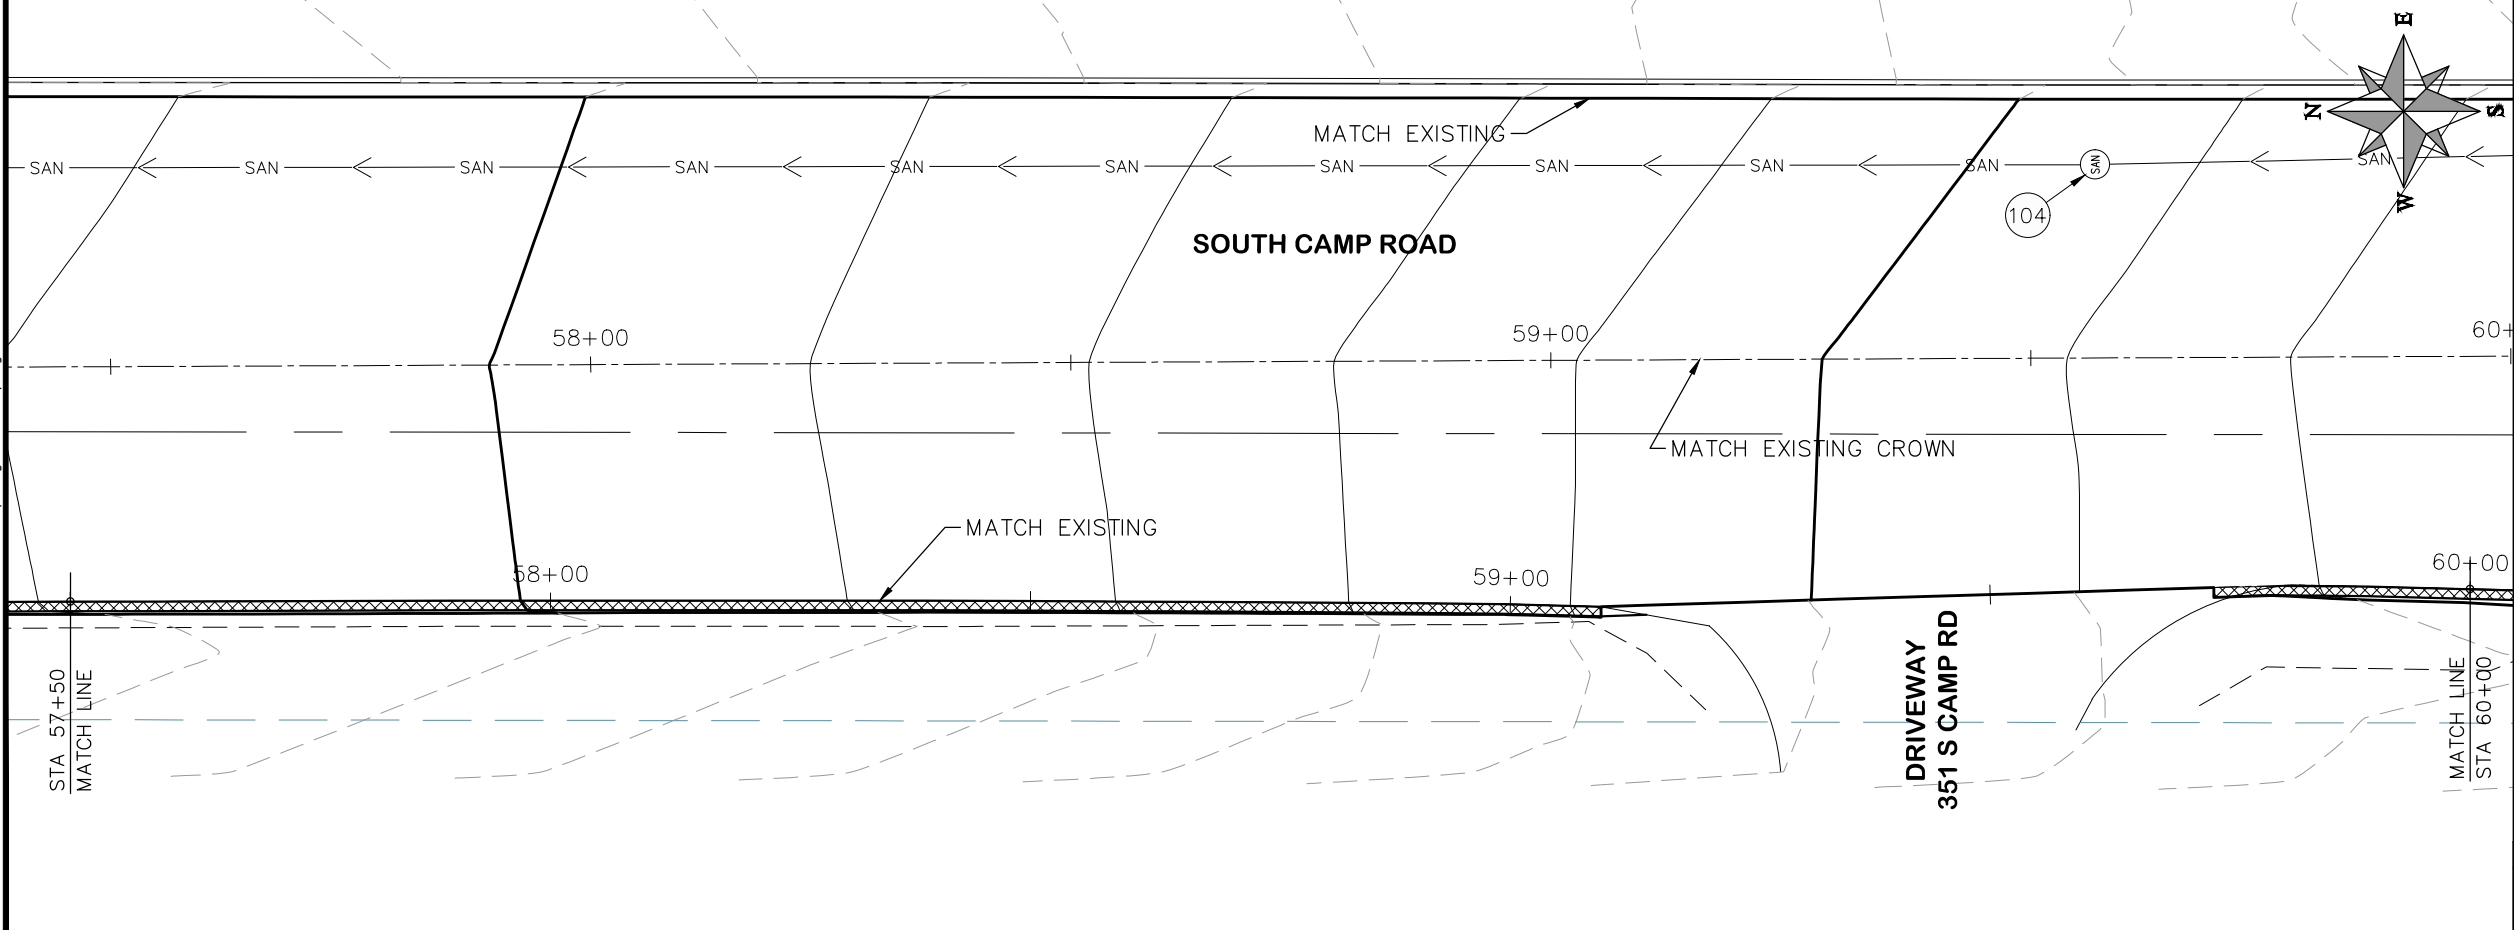 E
N
S
W
MATCH EXISTING
SAN SAN SAN SAN SAN SAN SAN SAN SAN SAN SAN SAN
104
SOUTH CAMP ROAD
58+00
59+00
60+
MATCH EXISTING CROWN
MATCH EXISTING
58+00
59+00
60+00
STA 57+50
MATCH LINE
DRIVEWAY
351 S CAMP RD
MATCH LINE
STA 60+00